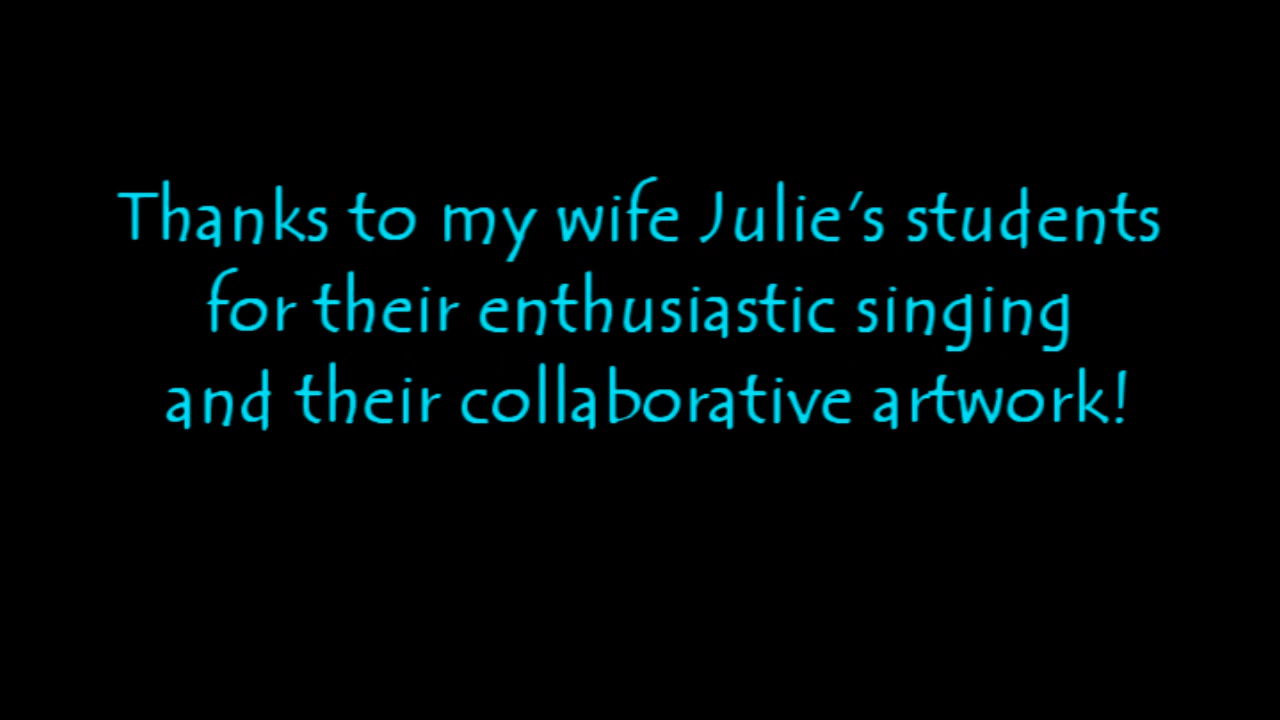 Thanks to my wife Julie's students
for their enthusiastic singing
and their collaborative artwork!